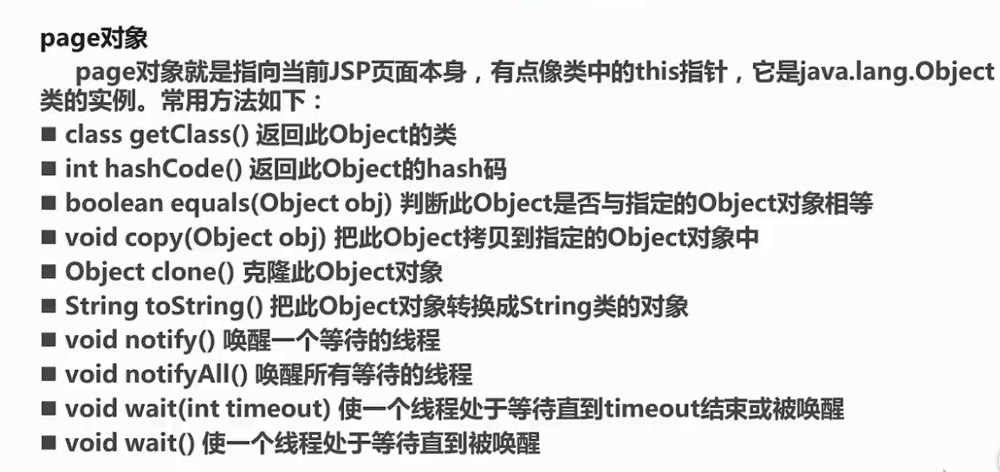 page对象
page对象就是指向当前JSP页面本身，有点像类中的this指针，它是java.lang.Object
类的实例。常用方法如下：
■ class getClass() 返回此Object的类
■ int hashCode() 返回此Object的hash码
■ boolean equals(Object obj) 判断此Object是否与指定的Object对象相等
■ void copy(Object obj) 把此Object拷贝到指定的Object对象中
■ Object clone() 克隆此Object对象
■ String toString() 把此Object对象转换成String类的对象
■ void notify() 唤醒一个等待的线程
■ void notifyAll() 唤醒所有等待的线程
■ void wait(int timeout) 使一个线程处于等待直到timeout结束或被唤醒
■ void wait() 使一个线程处于等待直到被唤醒